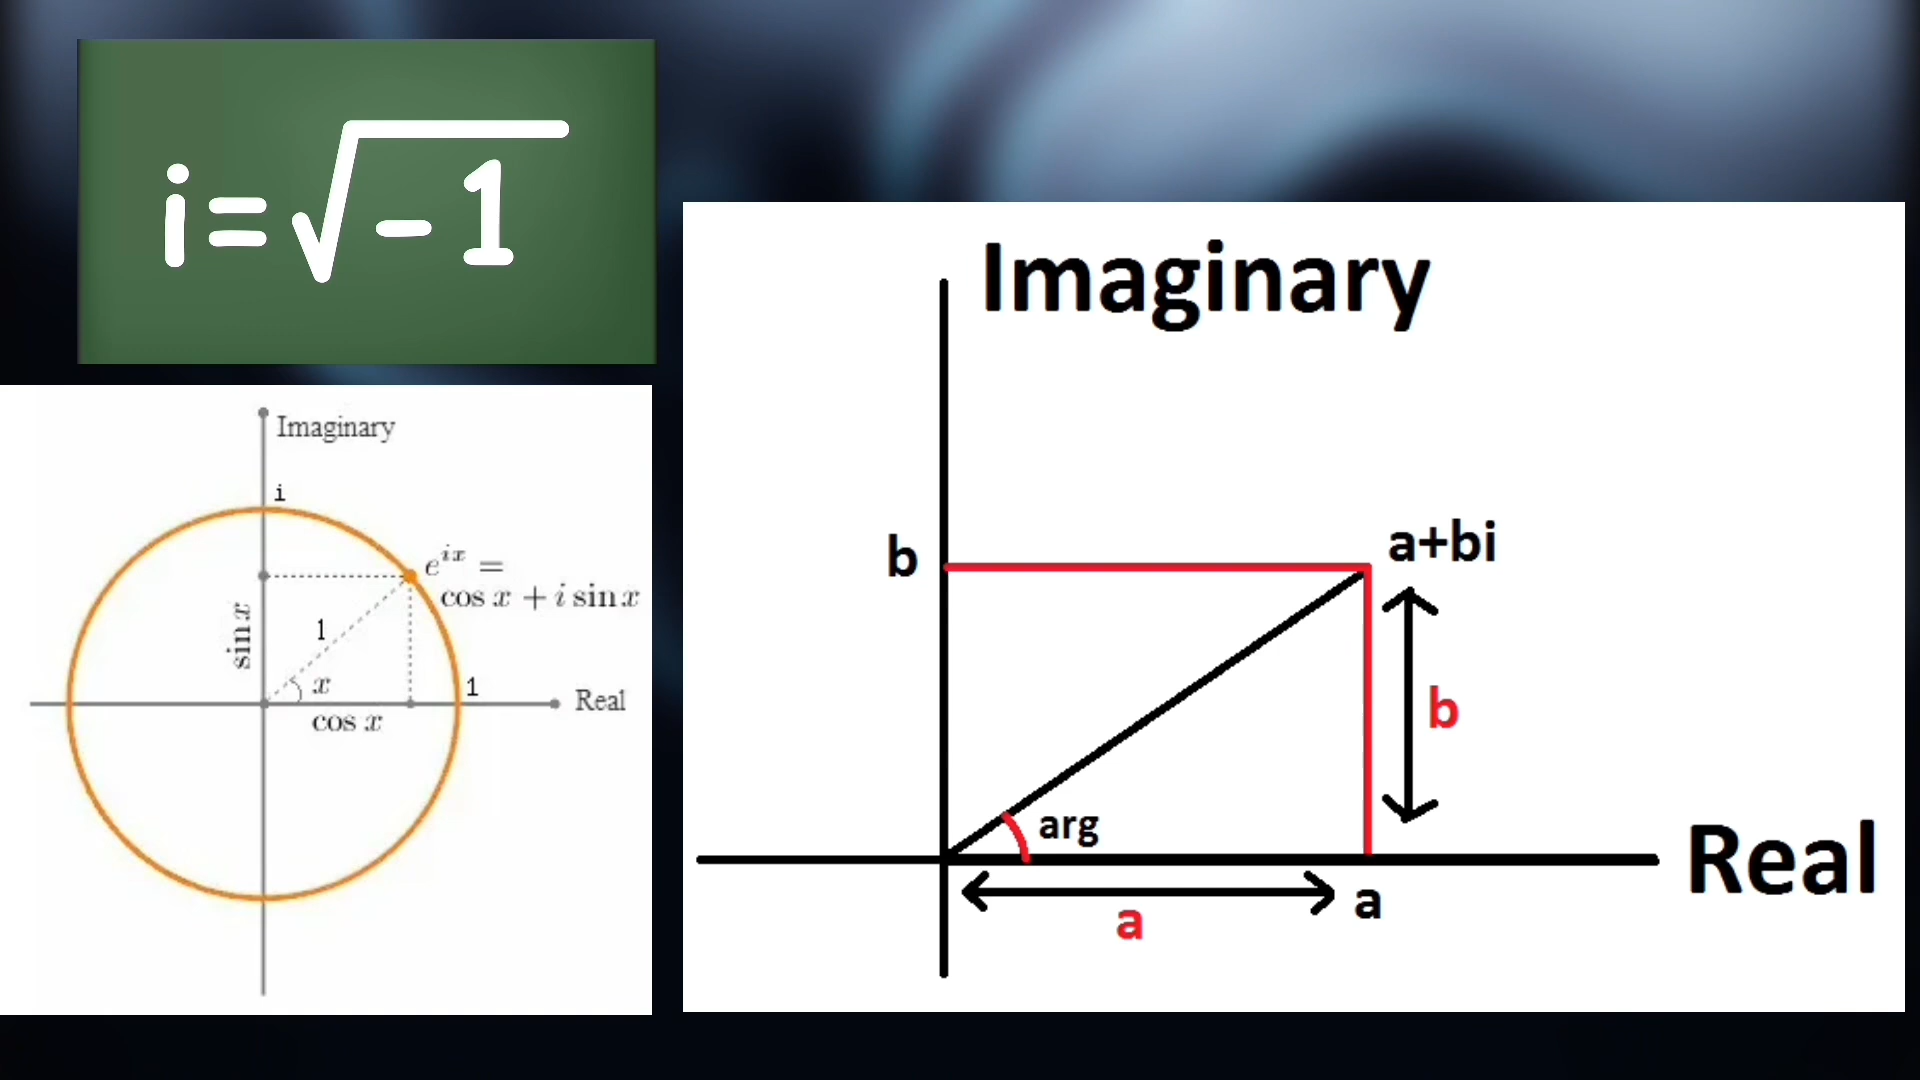 i=√-1
Imaginary
i
e^{ix} =
cos x + i sin x
sin x
1
x
1
Real
cos x
Imaginary
b
a+bi
b
arg
Real
a
a